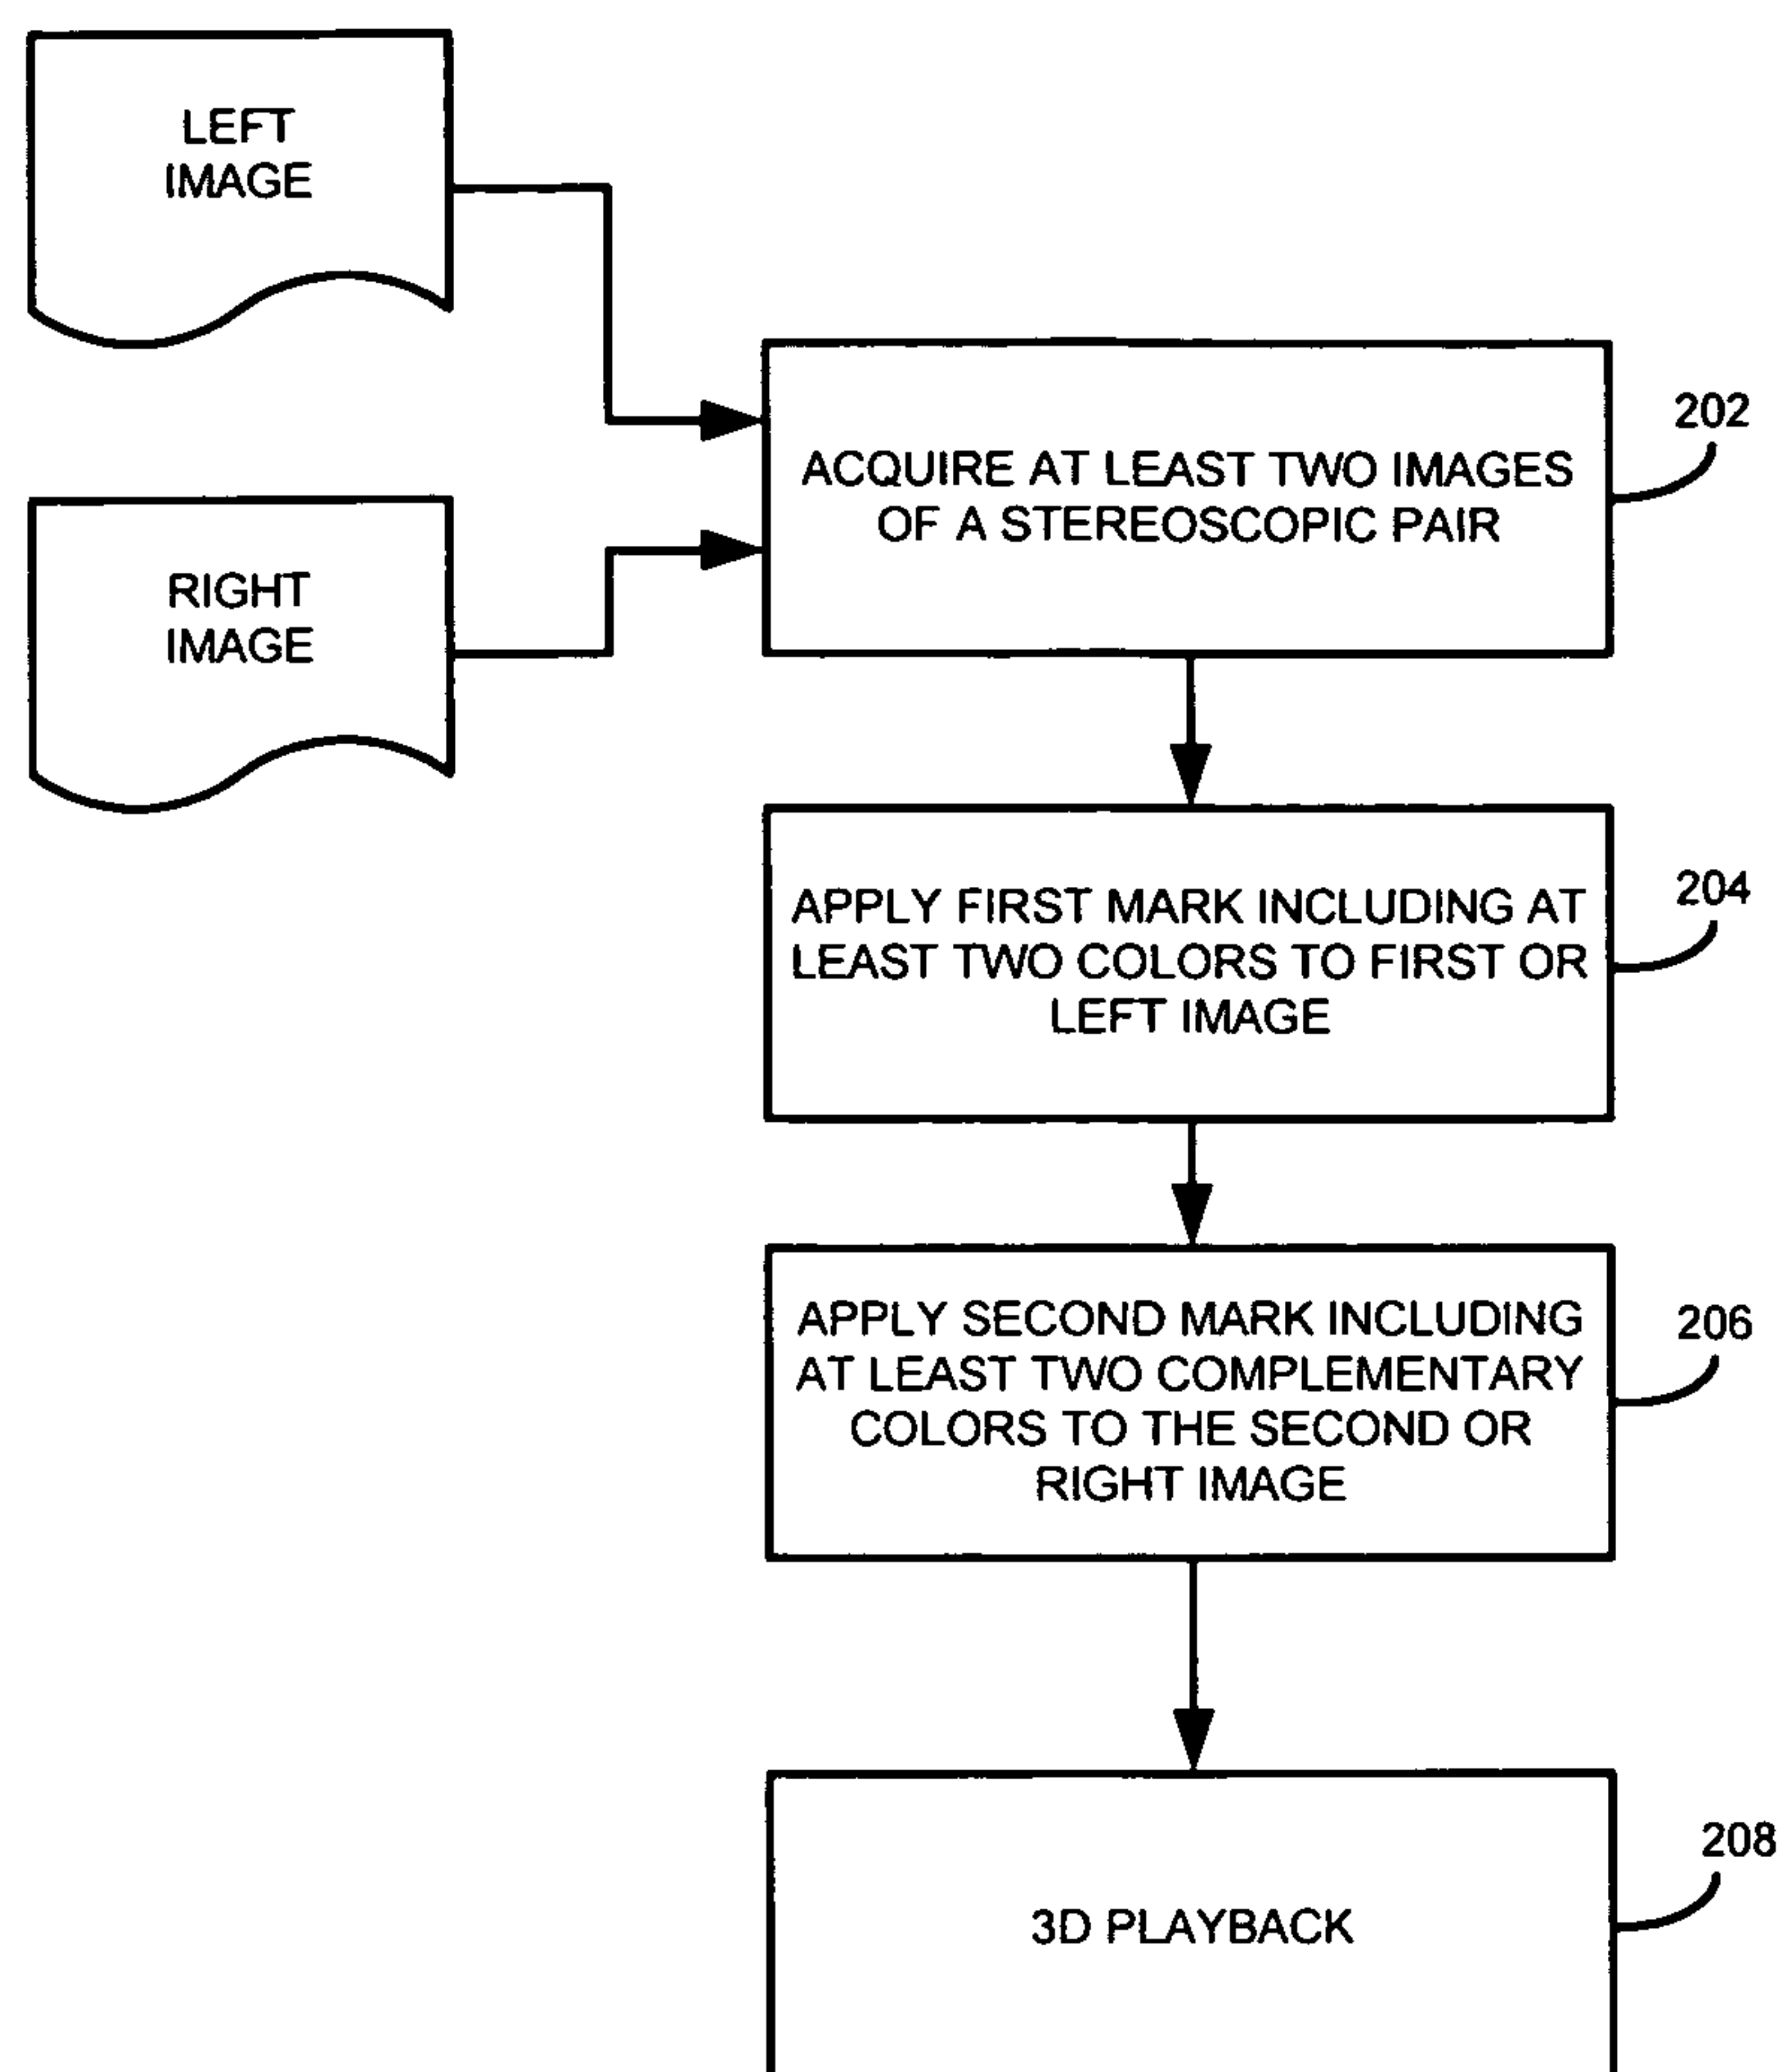 LEFT
IMAGE
RIGHT
IMAGE
ACQUIRE AT LEAST TWO IMAGES
OF A STEREOSCOPIC PAIR
202
APPLY FIRST MARK INCLUDING AT
LEAST TWO COLORS TO FIRST OR
LEFT IMAGE
204
APPLY SECOND MARK INCLUDING
AT LEAST TWO COMPLEMENTARY
COLORS TO THE SECOND OR
RIGHT IMAGE
206
3D PLAYBACK
208